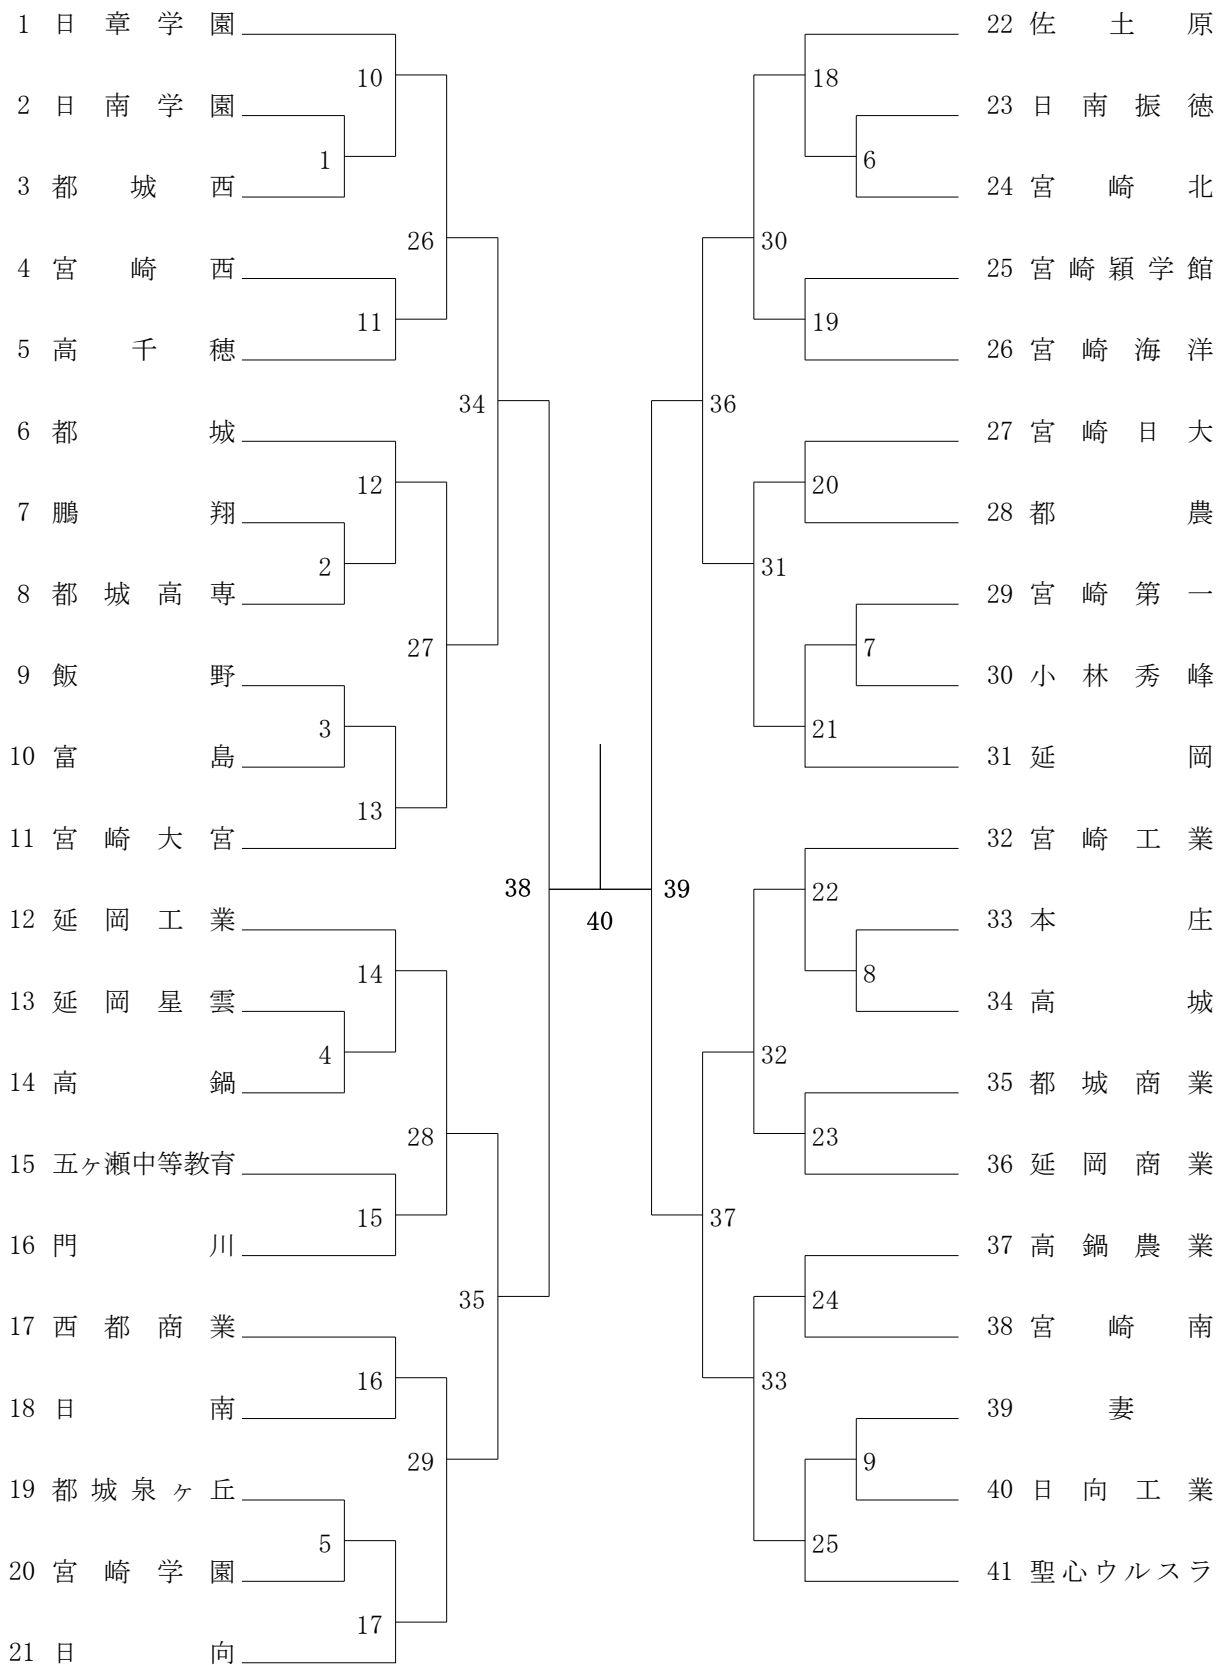 1 日章学園
2 日南学園
3 都城西
4 宮崎西
5 高千穂
6 都城
7 鵬翔
8 都城高専
9 飯野
10 富島
11 宮崎大宮
12 延岡工業
13 延岡星雲
14 高鍋
15 五ヶ瀬中等教育
16 門川
17 西都商業
18 日南
19 都城泉ヶ丘
20 宮崎学園
21 日向
10
1
26
11
34
12
2
27
3
13
38
14
4
28
15
35
16
29
5
17
40
39
18
6
30
19
36
20
31
7
21
22
8
32
23
37
24
33
9
25
22 佐土原
23 日南振徳
24 宮崎北
25 宮崎穎学館
26 宮崎海洋
27 宮崎日大
28 都農
29 宮崎第一
30 小林秀峰
31 延岡
32 宮崎工業
33 本庄
34 高城
35 都城商業
36 延岡商業
37 高鍋農業
38 宮崎南
39 妻
40 日向工業
41 聖心ウルスラ